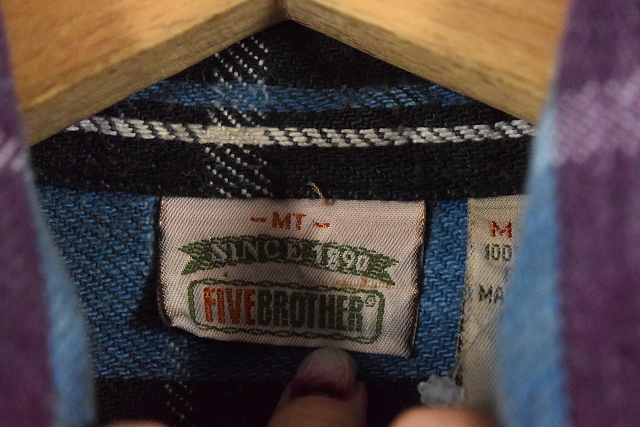 – MT –
SINCE 1890
FIVEBROTHER®
M
100
MA